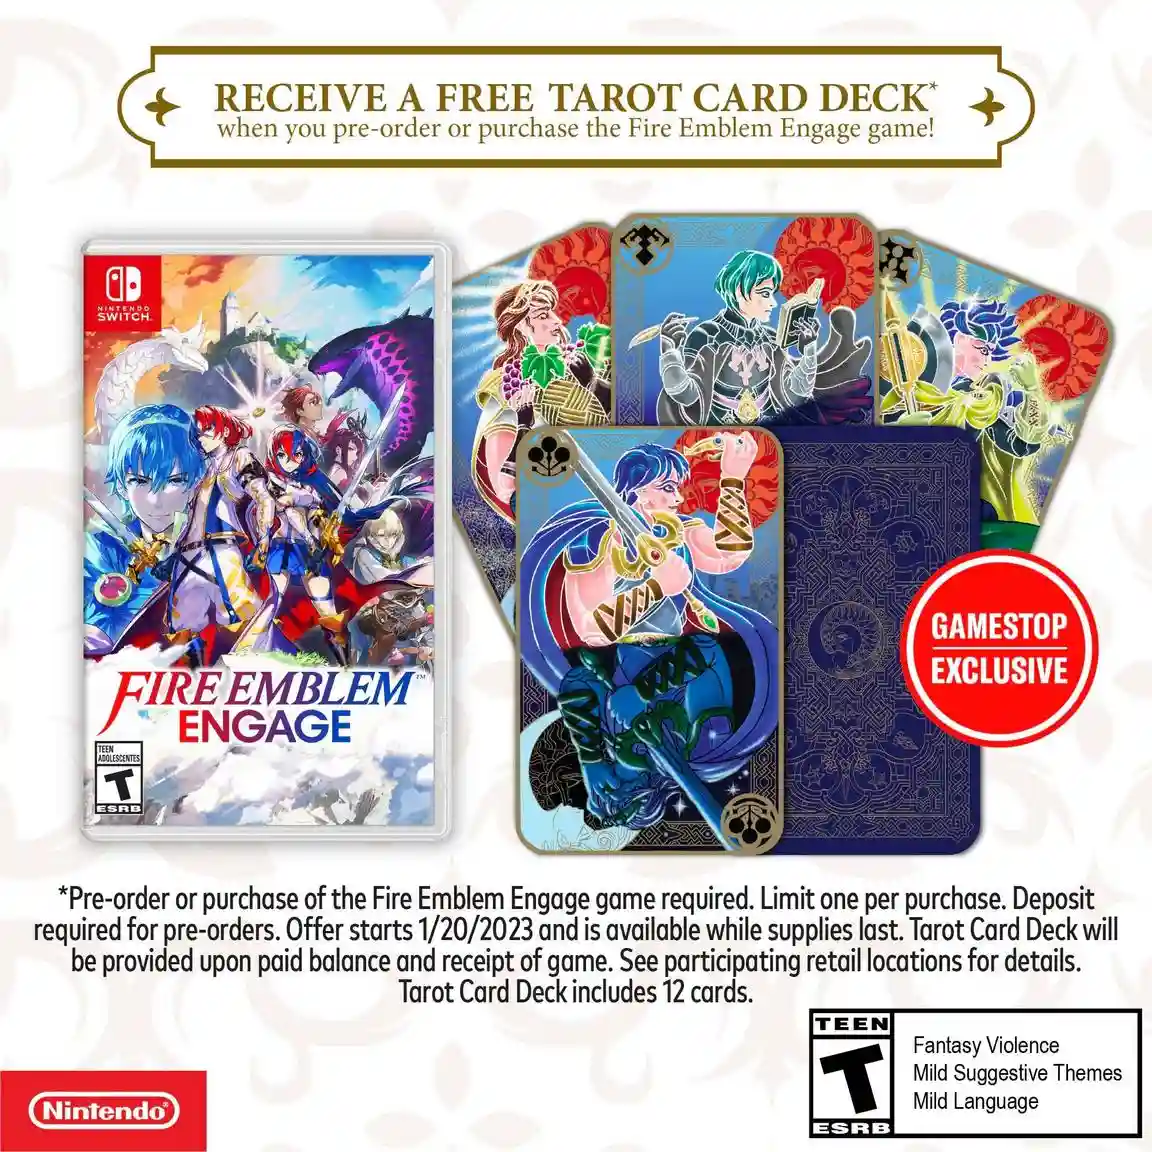 RECEIVE A FREE TAROT CARD DECK*
when you pre-order or purchase the Fire Emblem Engage game!
NINTENDO
SWITCH™
FIRE EMBLEM™
ENGAGE
TEEN
ADOLESCENTES
T
ESRB
GAMESTOP
EXCLUSIVE
*Pre-order or purchase of the Fire Emblem Engage game required. Limit one per purchase. Deposit
required for pre-orders. Offer starts 1/20/2023 and is available while supplies last. Tarot Card Deck will
be provided upon paid balance and receipt of game. See participating retail locations for details.
Tarot Card Deck includes 12 cards.
TEEN
T
ESRB
Fantasy Violence
Mild Suggestive Themes
Mild Language
Nintendo®